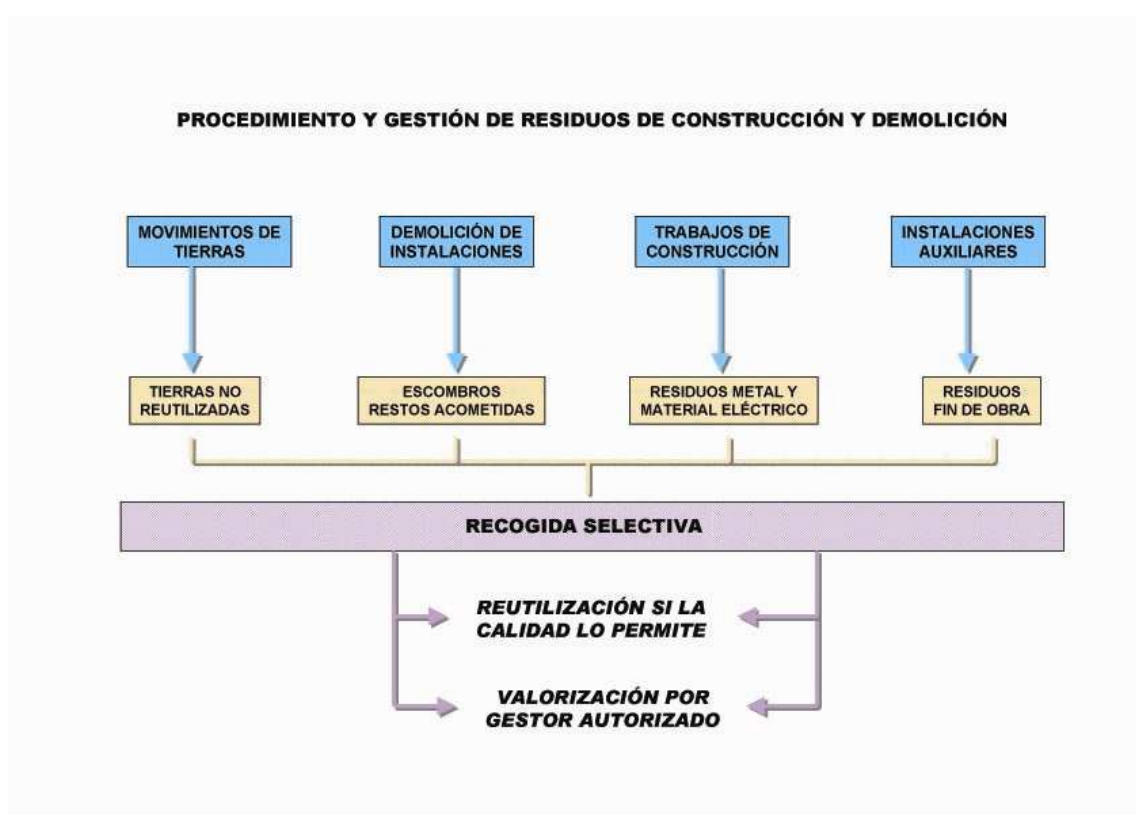 PROCEDIMIENTO Y GESTIÓN DE RESIDUOS DE CONSTRUCCIÓN Y DEMOLICIÓN
MOVIMIENTOS DE
TIERRAS
DEMOLICIÓN DE
INSTALACIONES
TRABAJOS DE
CONSTRUCCIÓN
INSTALACIONES
AUXILIARES
TIERRAS NO
REUTILIZADAS
ESCOMBROS
RESTOS ACOMETIDAS
RESIDUOS METAL Y
MATERIAL ELÉCTRICO
RESIDUOS
FIN DE OBRA
RECOGIDA SELECTIVA
REUTILIZACIÓN SI LA
CALIDAD LO PERMITE
VALORIZACIÓN POR
GESTOR AUTORIZADO